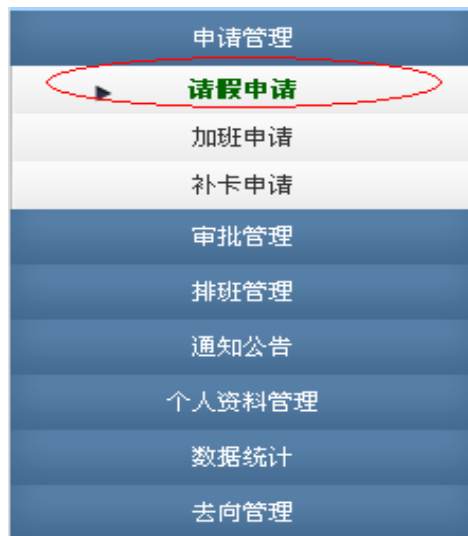 申请管理
请假申请
加班申请
补卡申请
审批管理
排班管理
通知公告
个人资料管理
数据统计
去向管理